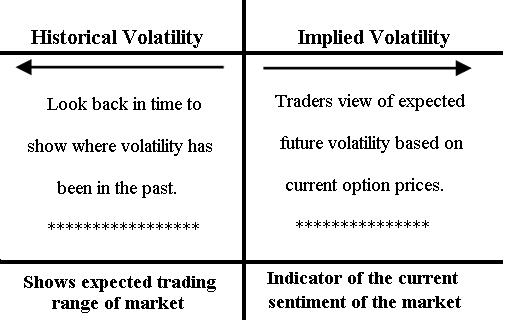 Historical Volatility
Look back in time to
show where volatility has
been in the past.
*****************
Shows expected trading
range of market
Implied Volatility
Traders view of expected
future volatility based on
current option prices.
***************
Indicator of the current
sentiment of the market